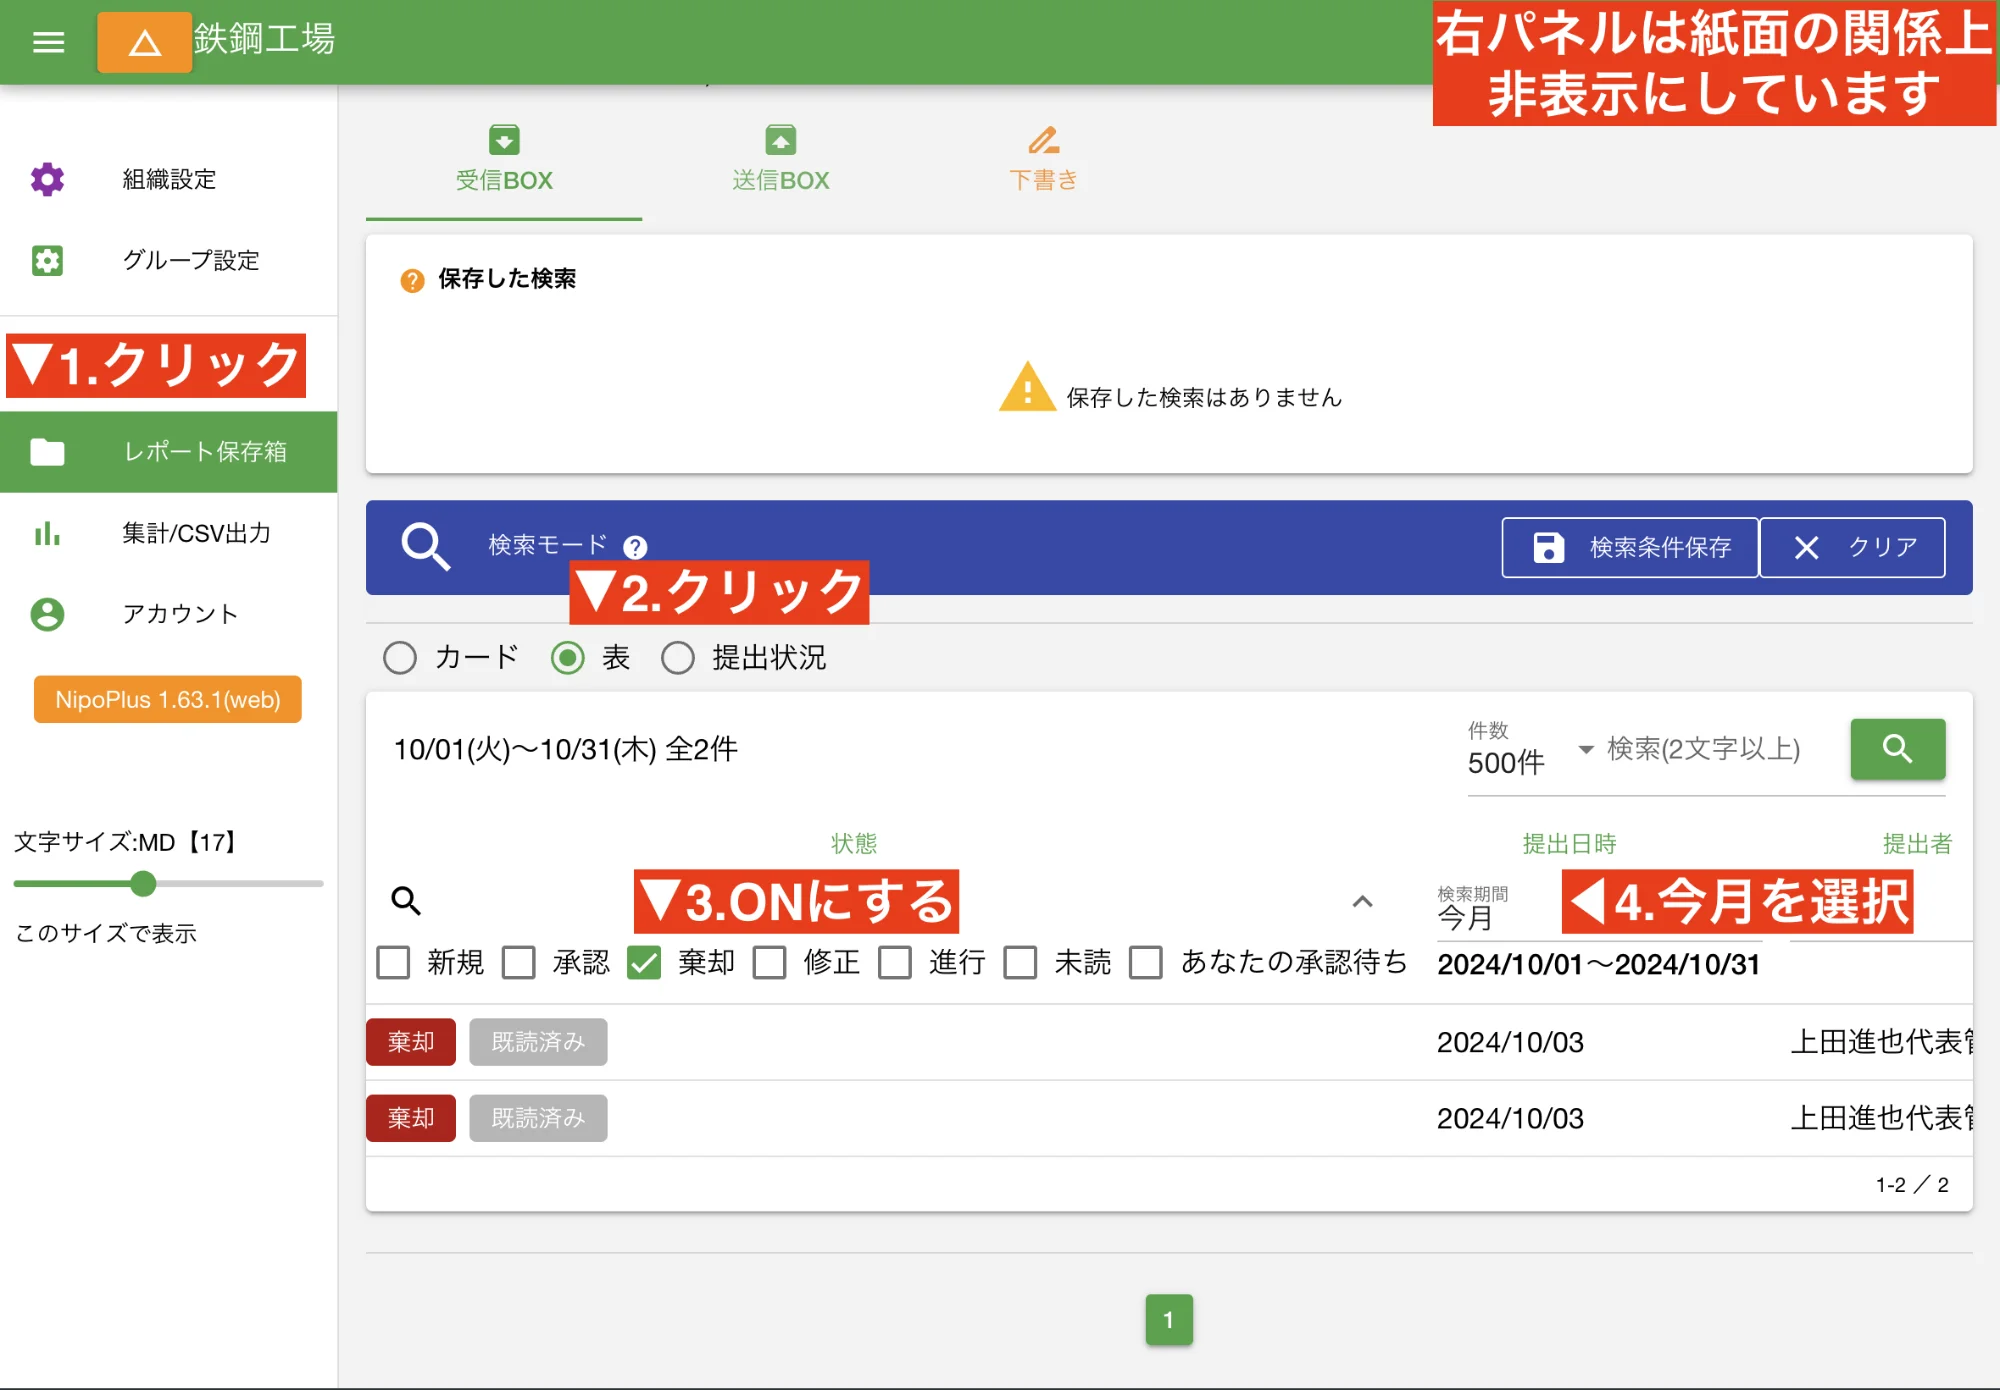 △鉄鋼工場
右パネルは紙面の関係上
非表示にしています
組織設定
グループ設定
▼1.クリック
レポート保存箱
集計/CSV出力
アカウント
NipoPlus 1.63.1(web)
文字サイズ:MD【17】
このサイズで表示
受信BOX
送信BOX
下書き
保存した検索
保存した検索はありません
検索モード
検索条件保存
クリア
▼2.クリック
カード
表
提出状況
10/01(火)〜10/31(木) 全2件
件数
500件
検索(2文字以上)
状態
提出日時
提出者
▼3.ONにする
検索期間
今月
◀4.今月を選択
新規
承認
棄却
修正
進行
未読
あなたの承認待ち
2024/10/01〜2024/10/31
棄却
既読済み
2024/10/03
上田進也代表
棄却
既読済み
2024/10/03
上田進也代表
1-2 ／ 2
1